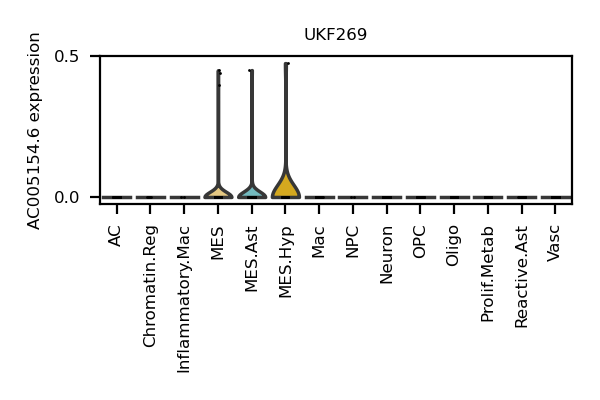 UKF269
AC005154.6 expression
0.5
0.0
AC
Chromatin.Reg
Inflammatory.Mac
MES
MES.Ast
MES.Hyp
Mac
NPC
Neuron
OPC
Oligo
Prolif.Metab
Reactive.Ast
Vasc